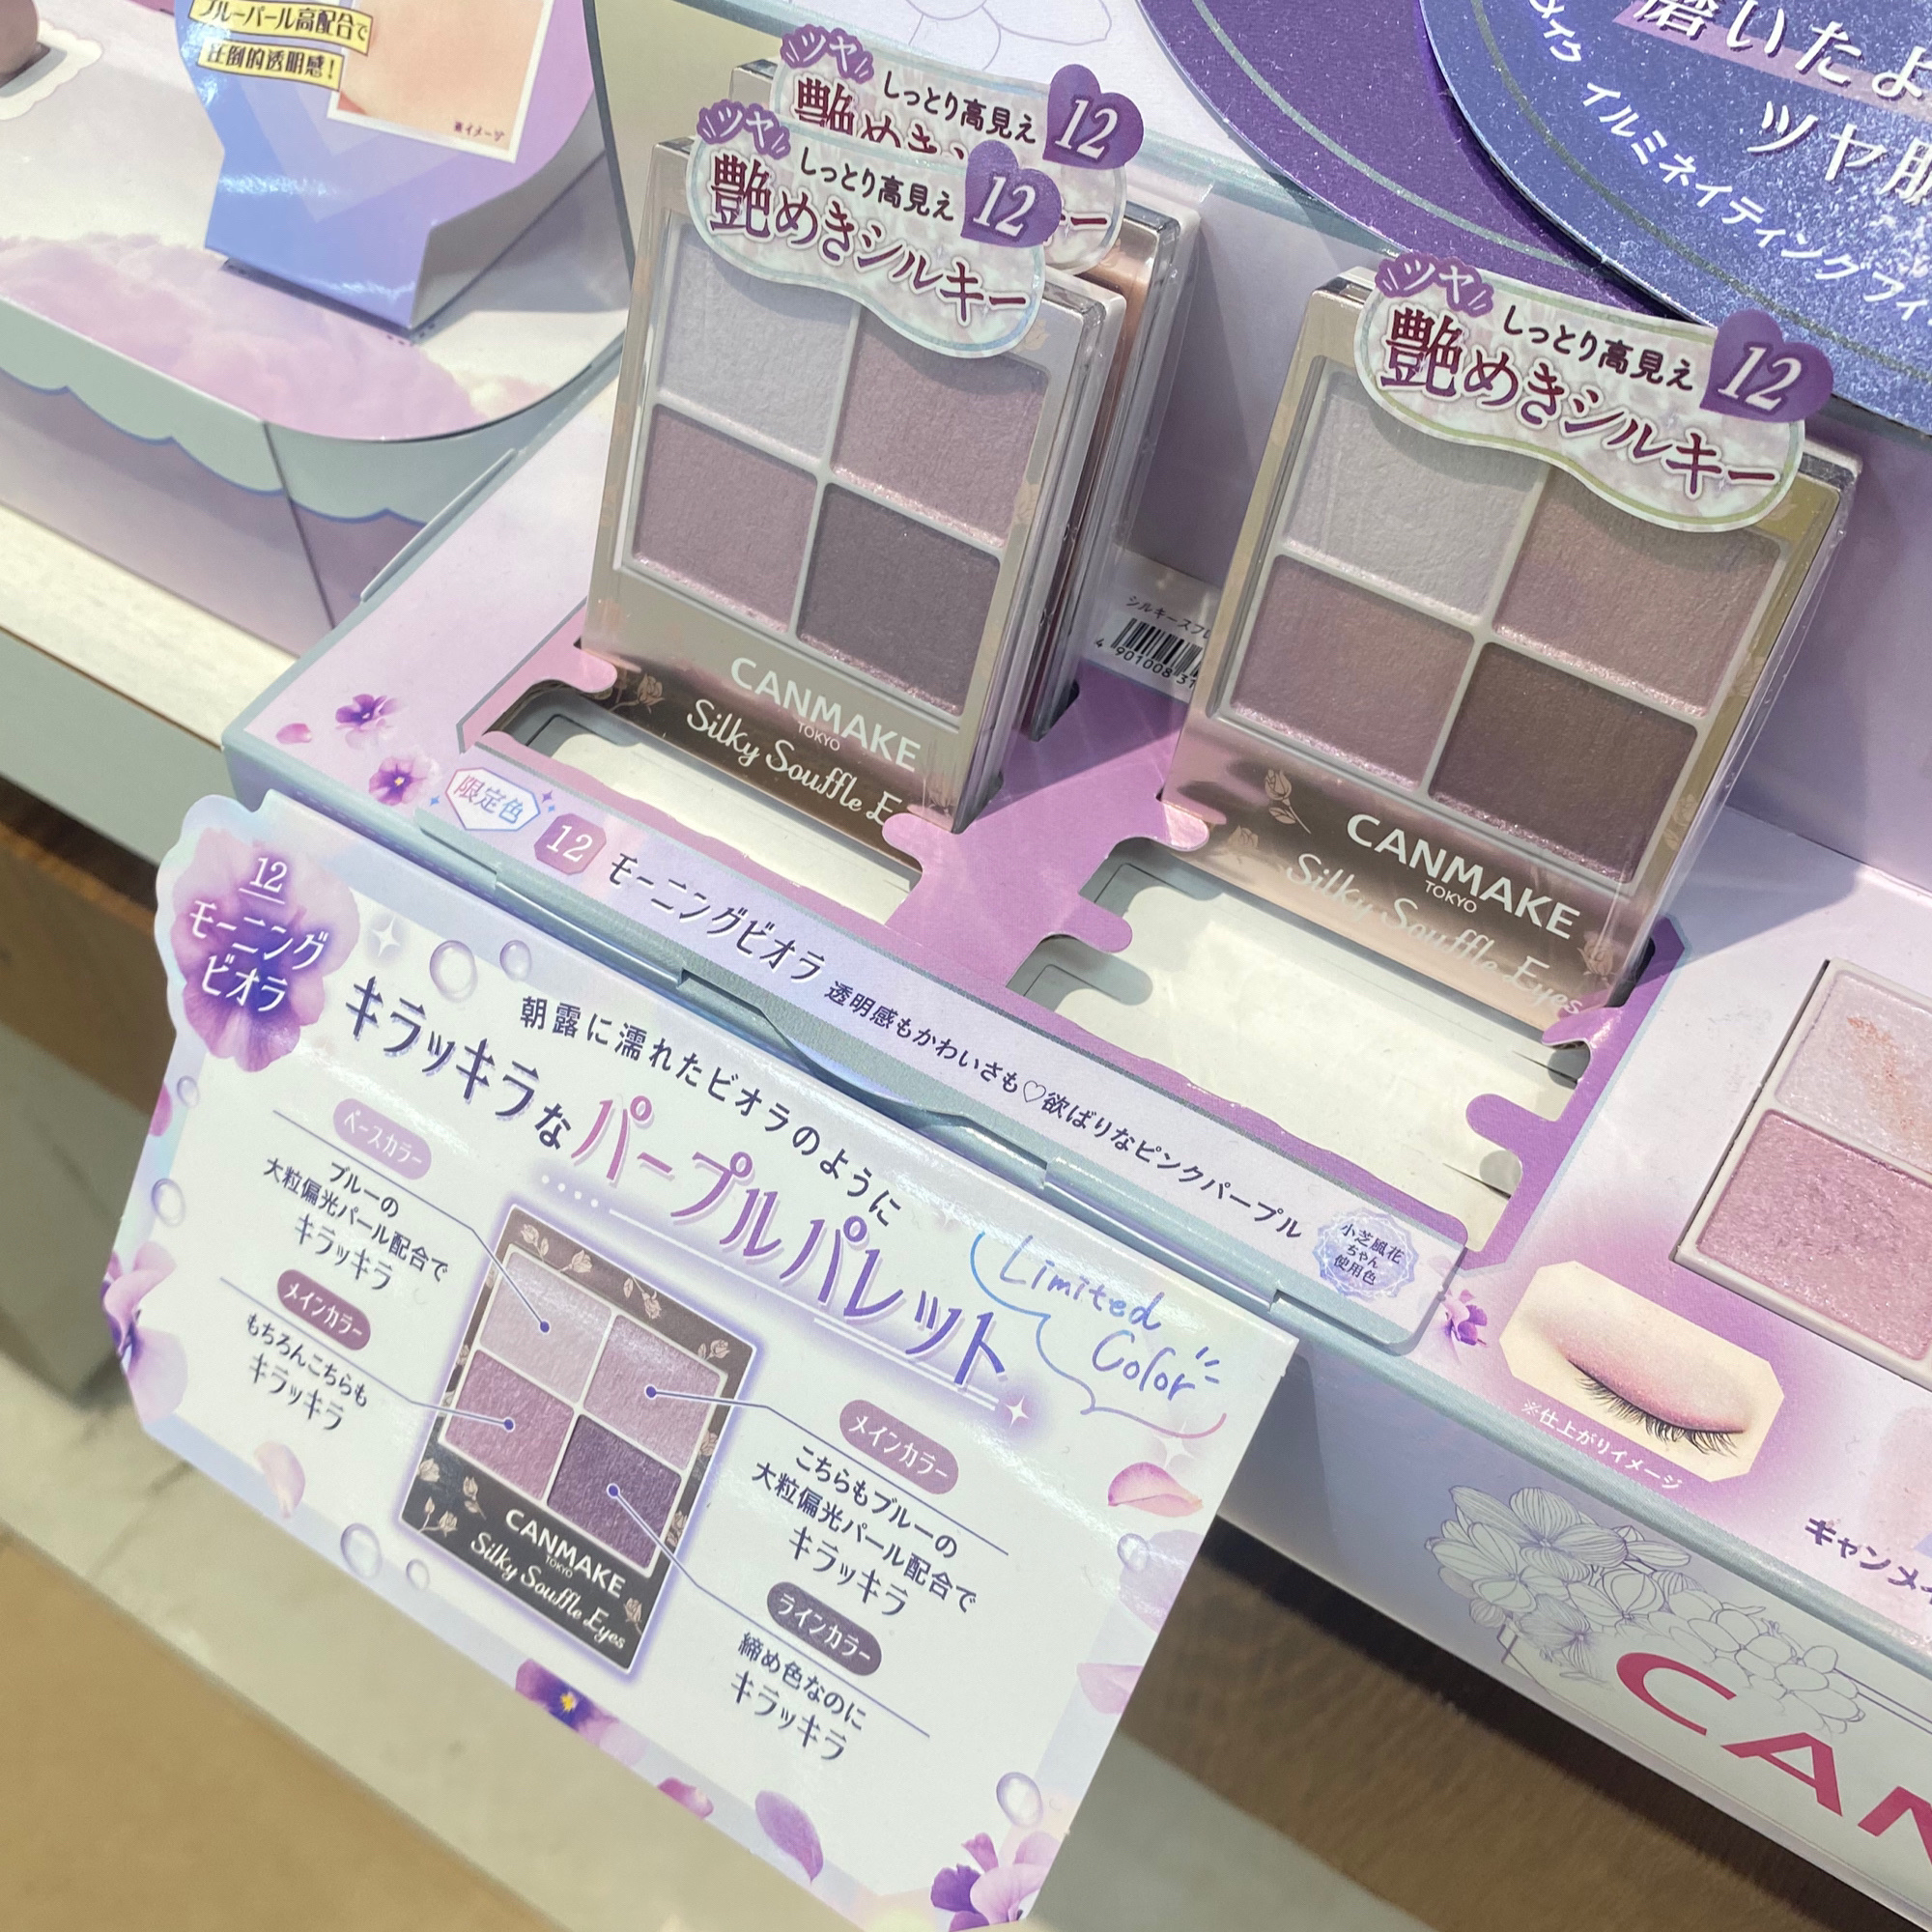 ブルーパール高配合で
圧倒的透明感!
※イメージ
磨いたよ
ツヤ肌
イルミネイティングフィ
ツヤ
しっとり高見え
12
艶めき
ツヤ
しっとり高見え
12
艶めきシルキー
ツヤ
しっとり高見え
12
艶めきシルキー
CANMAKE
TOKYO
Silky Souffle E
CANMAKE
TOKYO
Silky Souffle Eyes
シルキースフレ
4 901008 31
限定色
12 モーニングビオラ
透明感もかわいさも♡欲ばりなピンクパープル
小芝風花
ちゃん
使用色
12
モーニング
ビオラ
朝露に濡れたビオラのように
キラッキラなパープルパレット
Limited
Color
ベースカラー
ブルーの
大粒偏光パール配合で
キラッキラ
メインカラー
もちろんこちらも
キラッキラ
メインカラー
こちらもブルーの
大粒偏光パール配合で
キラッキラ
ラインカラー
締め色なのに
キラッキラ
CANMAKE
TOKYO
Silky Souffle Eyes
※仕上がりイメージ
キャンメイ
CAN